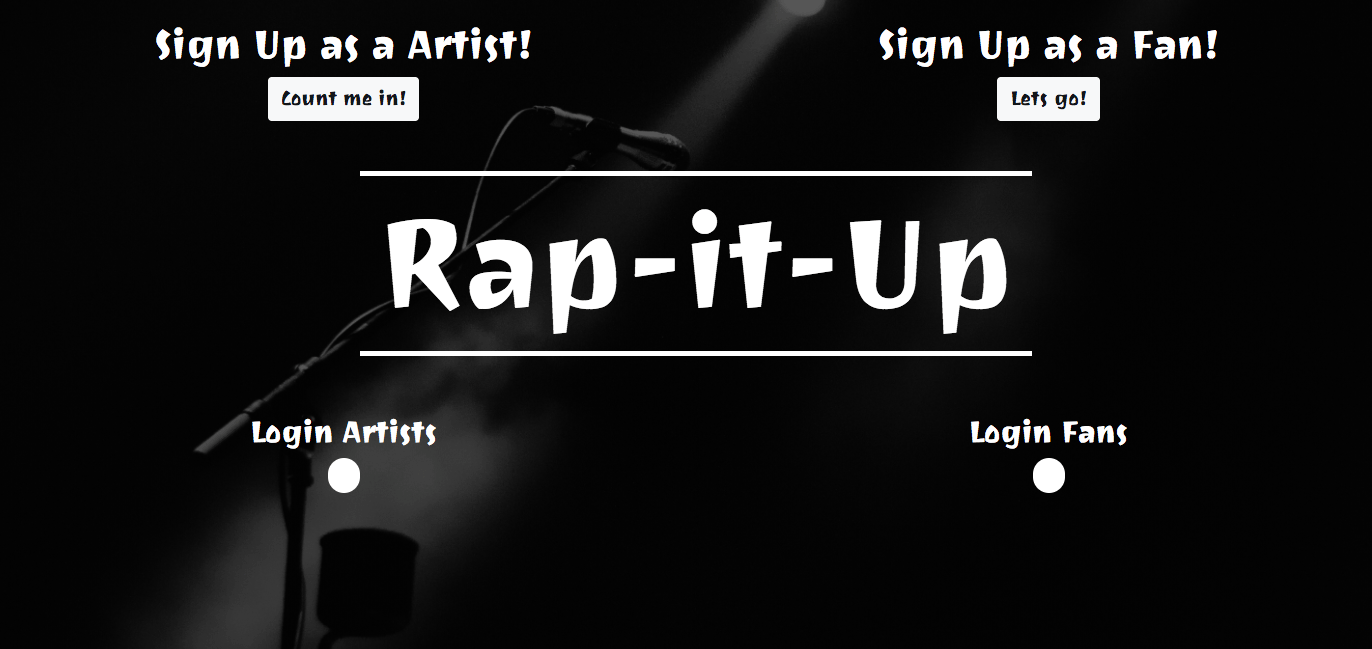 Sign Up as a Artist!
Sign Up as a Fan!
Count me in!
Lets go!
Rap-it-Up
Login Artists
Login Fans